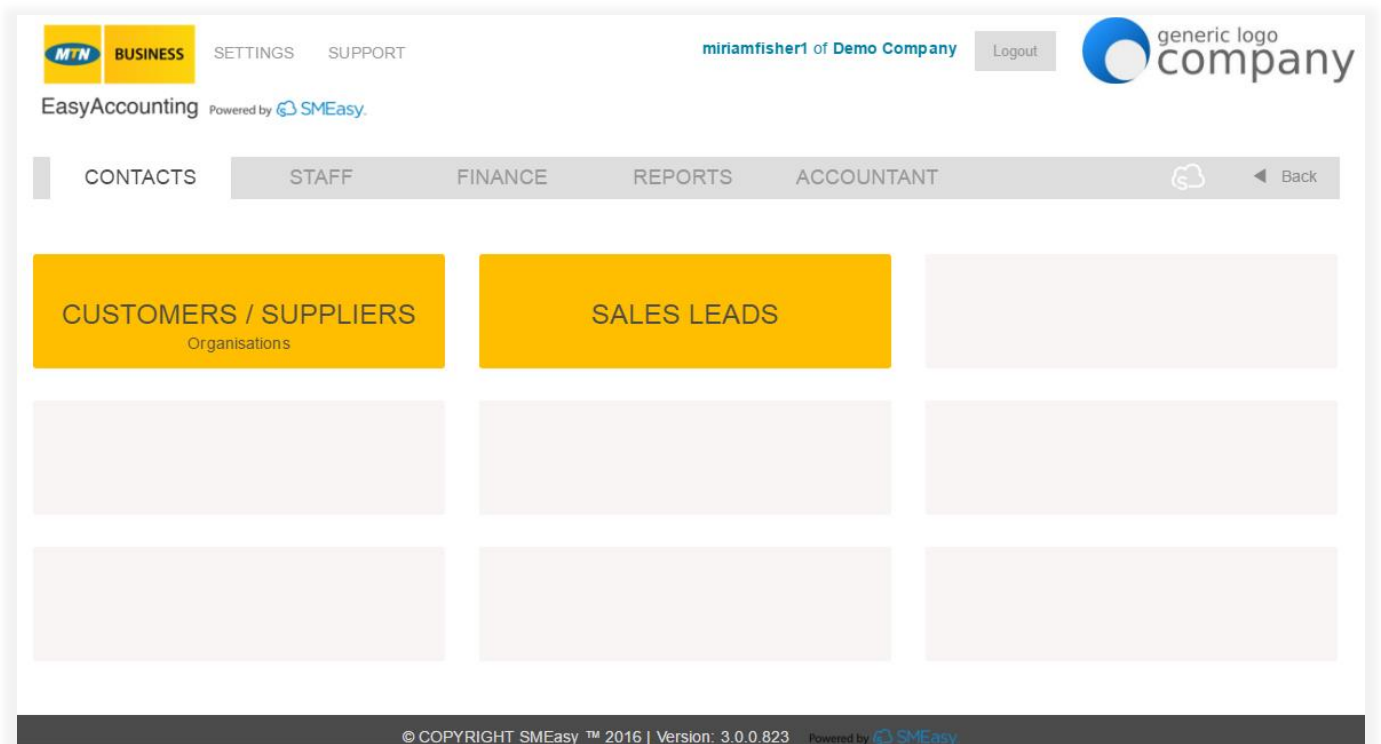 MTN BUSINESS SETTINGS SUPPORT miriamfisher1 of Demo Company Logout generic logo
company
EasyAccounting Powered by SMEasy.
CONTACTS STAFF FINANCE REPORTS ACCOUNTANT Back
CUSTOMERS / SUPPLIERS SALES LEADS
Organisations
© COPYRIGHT SMEasy ™ 2016 | Version: 3.0.0.823 Powered by SMEasy.